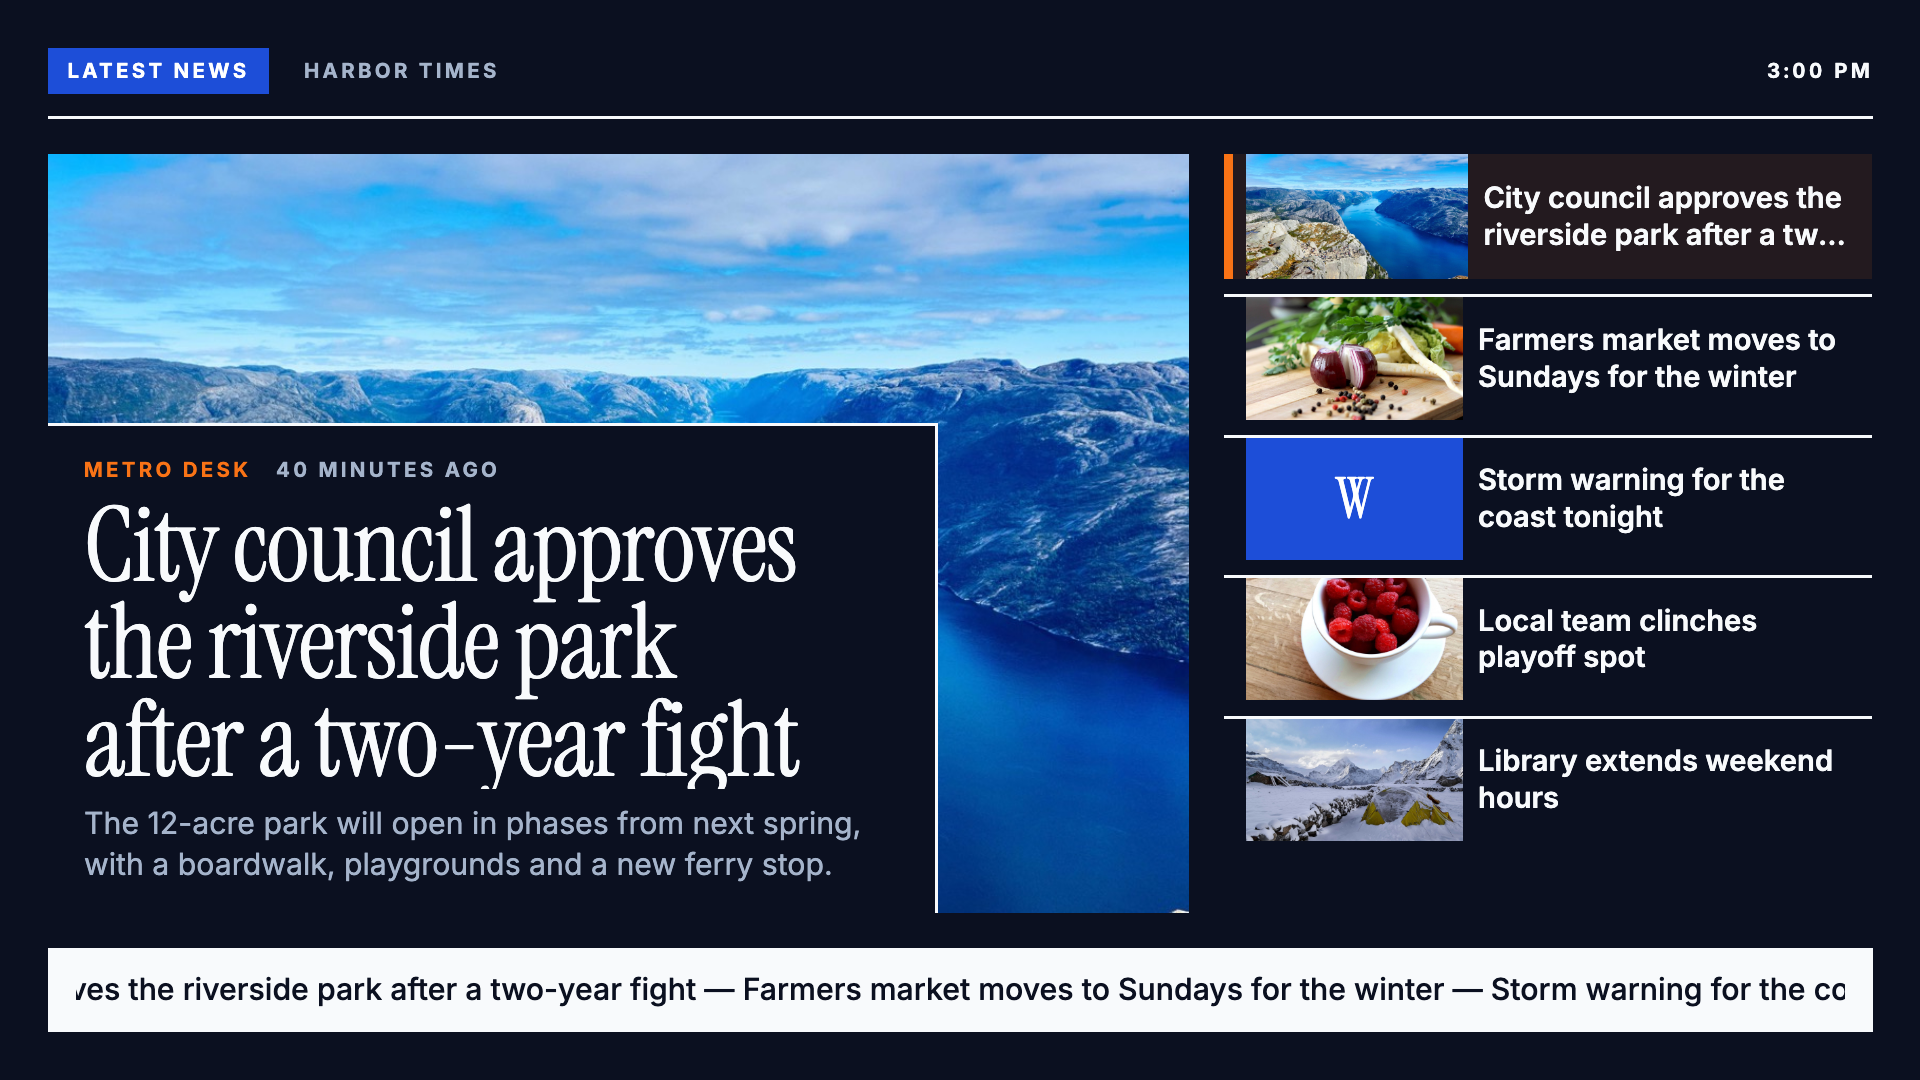 LATEST NEWS
HARBOR TIMES
3:00 PM
METRO DESK 40 MINUTES AGO
City council approves
the riverside park
after a two-year fight
The 12-acre park will open in phases from next spring,
with a boardwalk, playgrounds and a new ferry stop.
City council approves the
riverside park after a tw...
Farmers market moves to
Sundays for the winter
W
Storm warning for the
coast tonight
Local team clinches
playoff spot
Library extends weekend
hours
ves the riverside park after a two-year fight — Farmers market moves to Sundays for the winter — Storm warning for the co